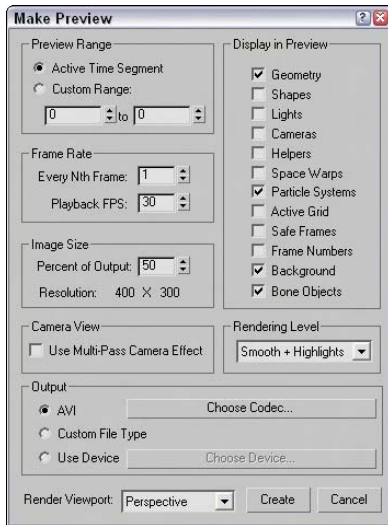 Make Preview
Preview Range
Active Time Segment
Custom Range:
0 to 0
Frame Rate
Every Nth Frame: 1
Playback FPS: 30
Image Size
Percent of Output: 50
Resolution: 400 X 300
Camera View
Use Multi-Pass Camera Effect
Display in Preview
Geometry
Shapes
Lights
Cameras
Helpers
Space Warps
Particle Systems
Active Grid
Safe Frames
Frame Numbers
Background
Bone Objects
Rendering Level
Smooth + Highlights
Output
AVI Choose Codec...
Custom File Type
Use Device Choose Device...
Render Viewport: Perspective Create Cancel